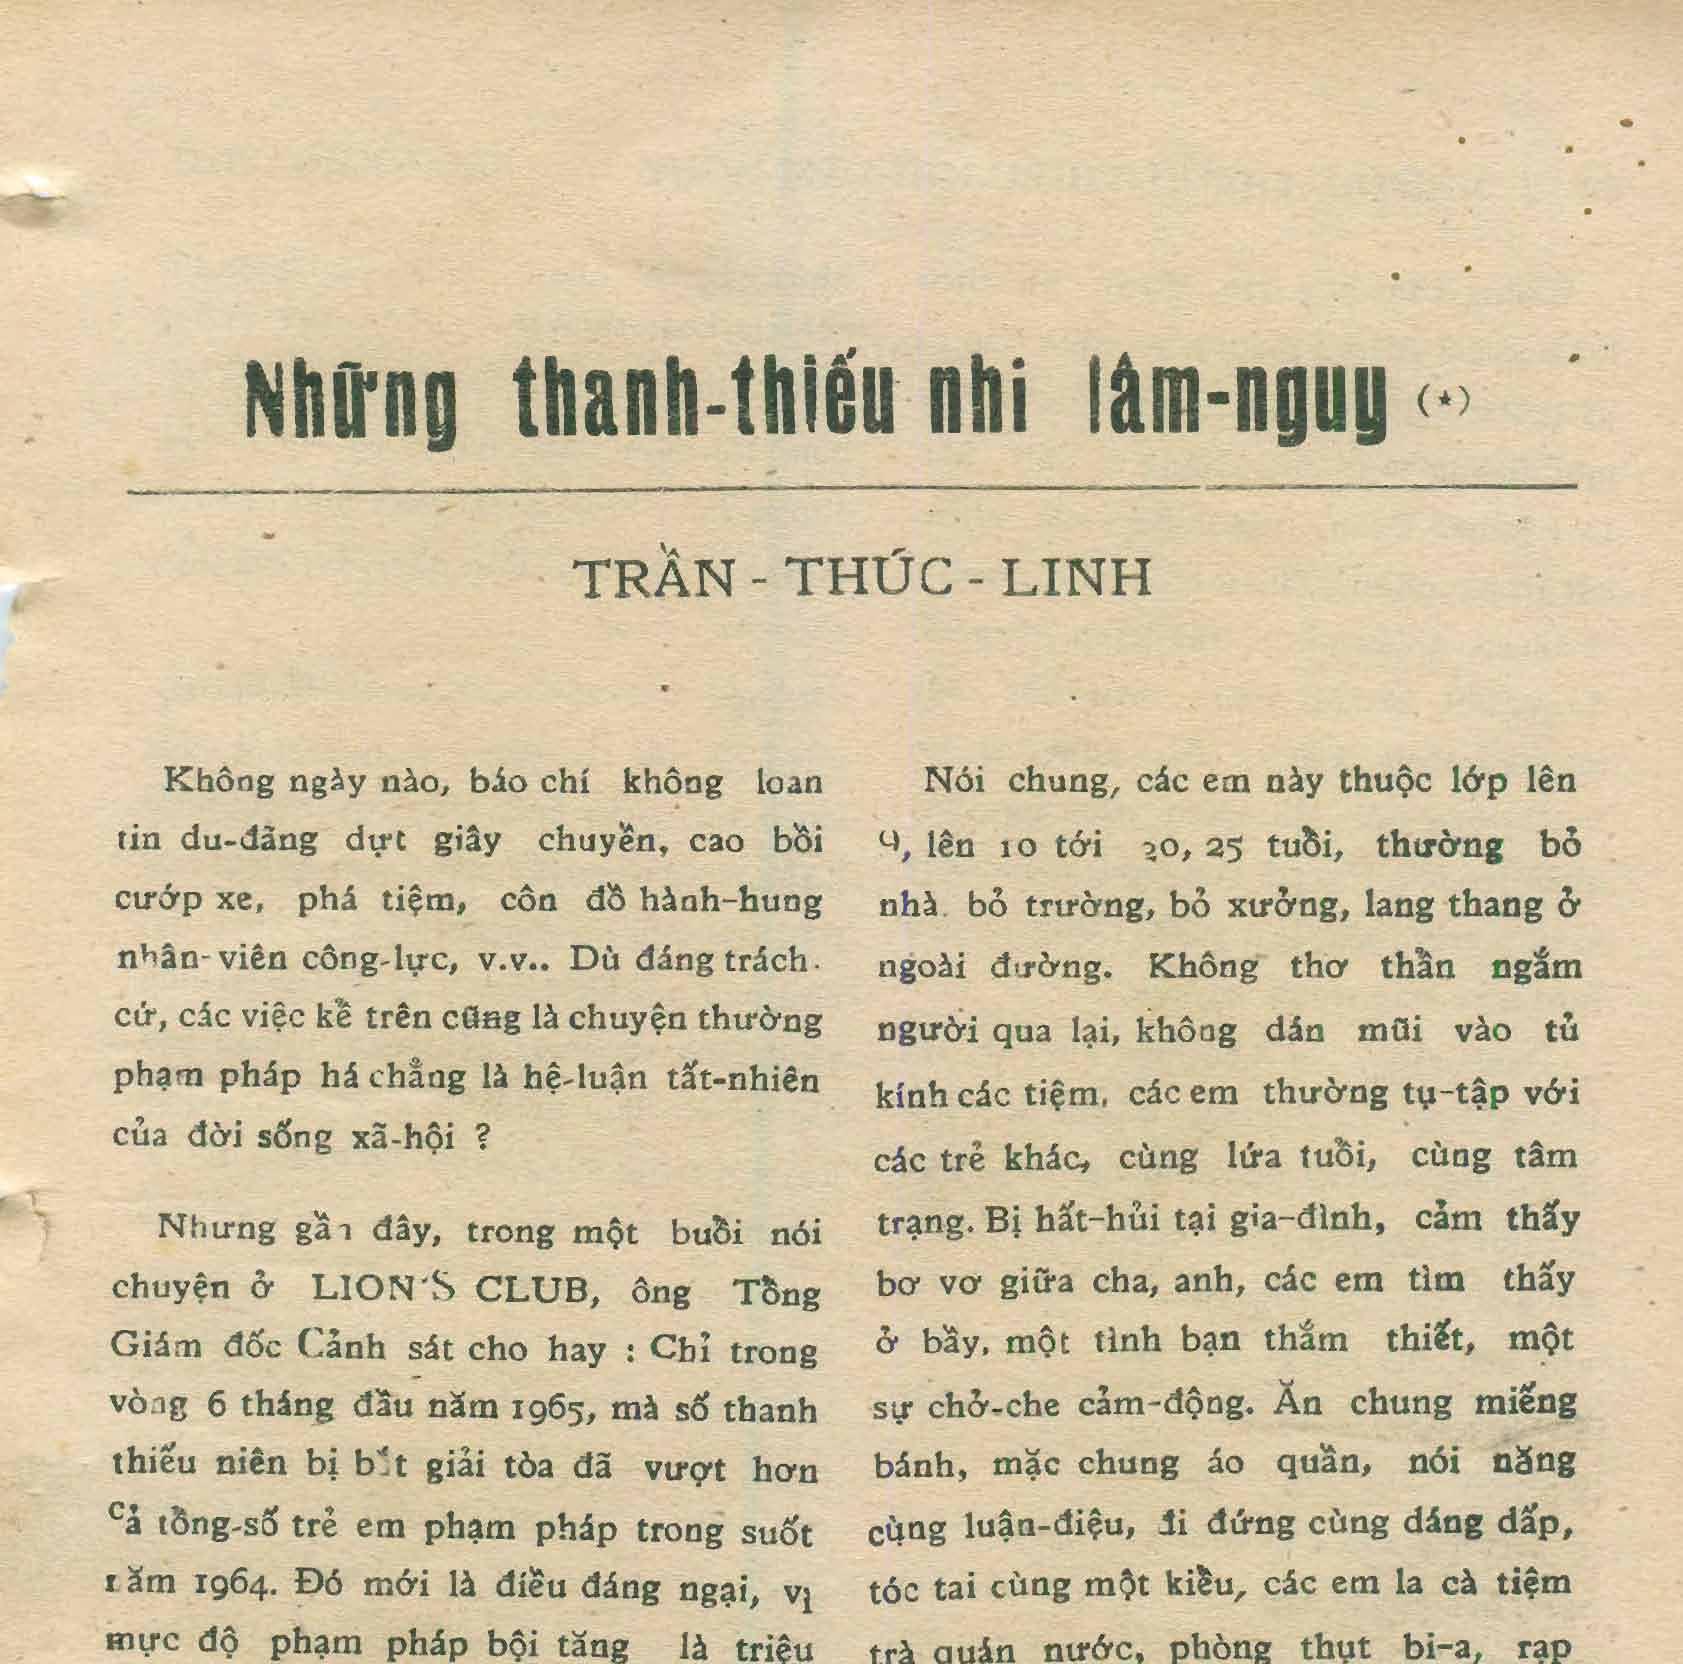 Những thanh-thiếu nhi lâm-nguy (*)
TRẦN - THÚC - LINH
Không ngày nào, báo chí không loan
tin du-đãng dựt giây chuyền, cao bồi
cướp xe, phá tiệm, côn đồ hành-hung
nhân-viên công-lực, v.v.. Dù đáng trách
cứ, các việc kể trên cũng là chuyện thường
phạm pháp há chẳng là hệ-luận tất-nhiên
của đời sống xã-hội ?
Nhưng gần đây, trong một buổi nói
chuyện ở LION'S CLUB, ông Tổng
Giám đốc Cảnh sát cho hay : Chỉ trong
vòng 6 tháng đầu năm 1965, mà số thanh
thiếu niên bị bắt giải tòa đã vượt hơn
cả tổng-số trẻ em phạm pháp trong suốt
năm 1964. Đó mới là điều đáng ngại, vị
mực độ phạm pháp bội tăng là triệu
Nói chung, các em này thuộc lớp lên
9, lên 10 tới 20, 25 tuổi, thường bỏ
nhà. bỏ trường, bỏ xưởng, lang thang ở
ngoài đường. Không thơ thần ngắm
người qua lại, không dán mũi vào tủ
kính các tiệm, các em thường tụ-tập với
các trẻ khác, cùng lứa tuổi, cùng tâm
trạng. Bị hất-hủi tại gia-đình, cảm thấy
bơ vơ giữa cha, anh, các em tìm thấy
ở bầy, một tình bạn thắm thiết, một
sự chở-che cảm-động. Ăn chung miếng
bánh, mặc chung áo quần, nói năng
cùng luận-điệu, đi đứng cùng dáng dấp,
tóc tai cùng một kiểu, các em la cà tiệm
trà quán nước, phòng thụt bi-a, rạp